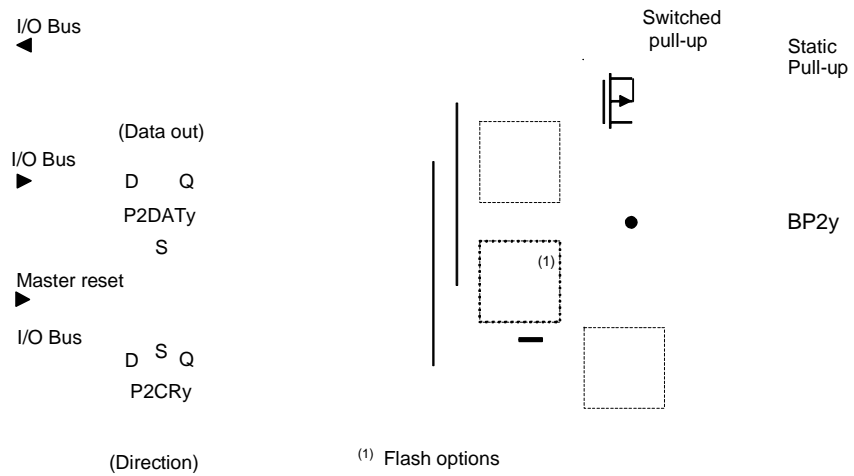 I/O Bus
Switched
pull-up
Static
Pull-up
(Data out)
I/O Bus
D Q
P2DATy
S
BP2y
(1)
Master reset
I/O Bus
D S Q
P2CRy
(Direction)
(1) Flash options